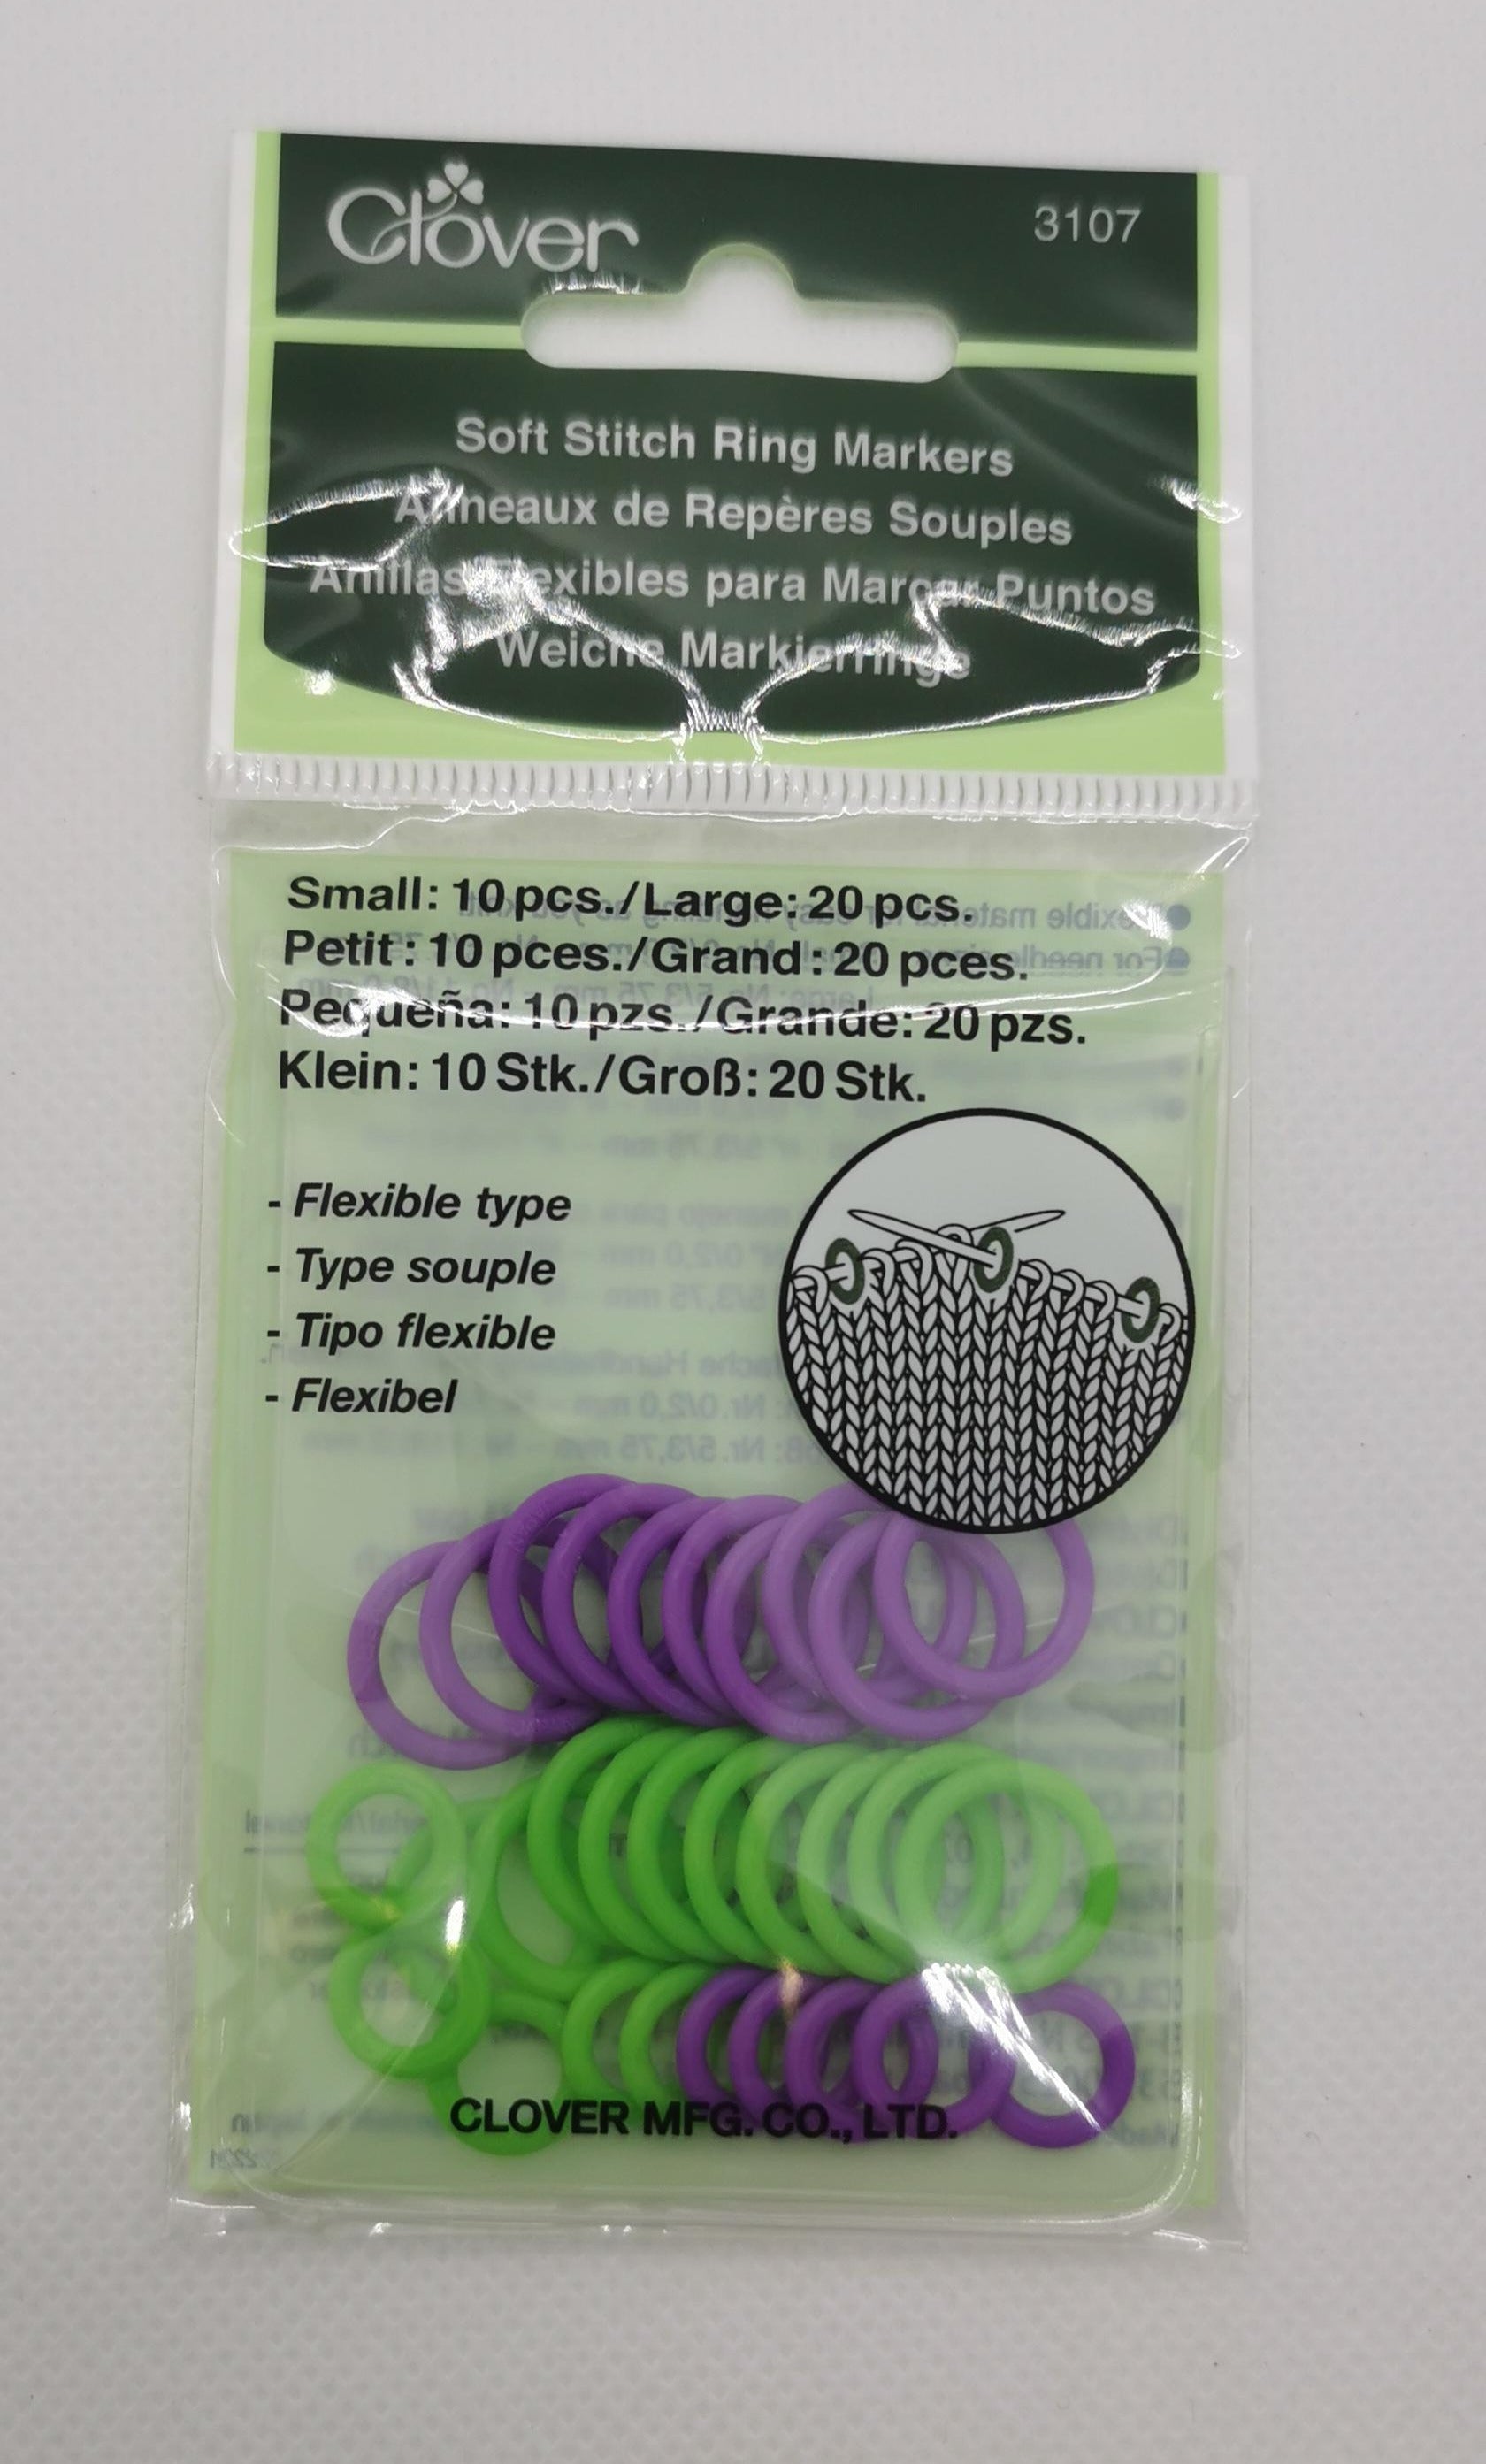 Clover
3107
Soft Stitch Ring Markers
Anneaux de Repères Souples
Anillas Flexibles para Marcar Puntos
Weiche Markierringe
Small: 10 pcs./Large: 20 pcs.
Petit : 10 pces./Grand : 20 pces.
Pequeña: 10 pzs./Grande: 20 pzs.
Klein: 10 Stk./Groß: 20 Stk.
- Flexible type
- Type souple
- Tipo flexible
- Flexibel
CLOVER MFG. CO., LTD.